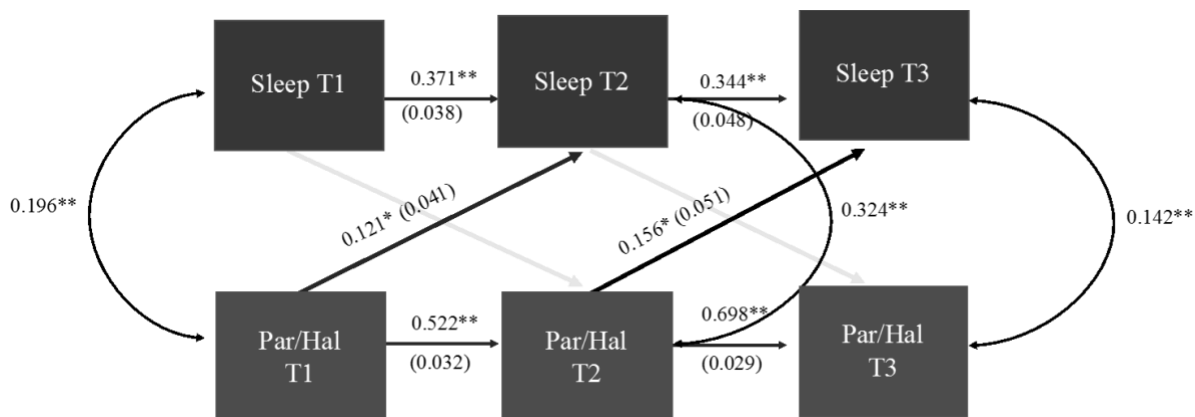 Sleep T1
0.371**
(0.038)
Sleep T2
0.344**
(0.048)
Sleep T3
0.196**
0.121* (0.041)
0.156* (0.051)
0.324**
0.142**
Par/Hal
T1
0.522**
(0.032)
Par/Hal
T2
0.698**
(0.029)
Par/Hal
T3